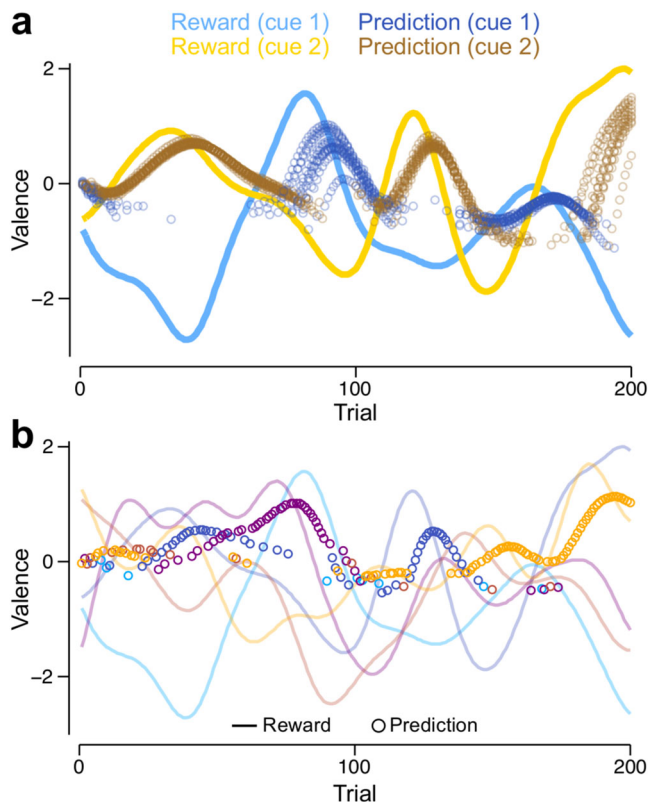 a
Reward (cue 1) Prediction (cue 1)
Reward (cue 2) Prediction (cue 2)
2
0
−2
Valence
0 100 200
Trial
b
2
0
−2
Valence
Reward Prediction
0 100 200
Trial